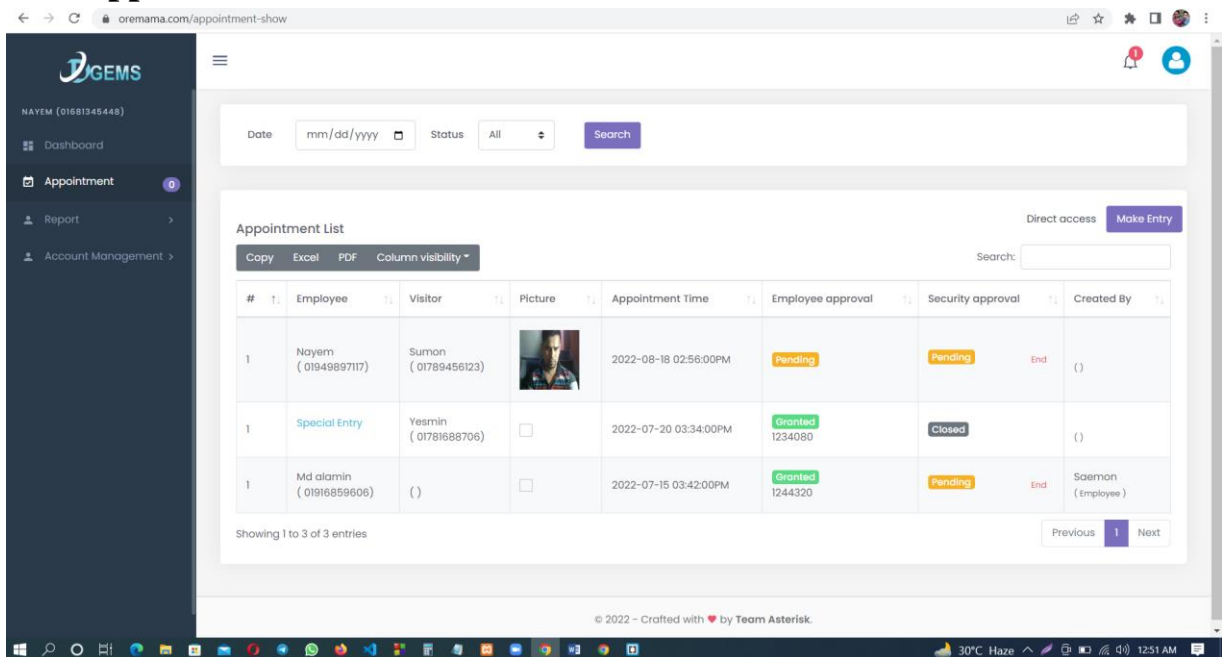 oremama.com/appointment-show
GEMS
NAYEM (01681345448)
Dashboard
Appointment 0
Report
Account Management
1
Date mm/dd/yyyy Status All Search
Appointment List
Direct access Make Entry
Copy Excel PDF Column visibility
Search:
# Employee Visitor Picture Appointment Time Employee approval Security approval Created By
1 Nayem Sumon 2022-08-18 02:56:00PM Pending Pending End
( 01949897117) ( 01789456123) ( )
1 Special Entry Yesmin 2022-07-20 03:34:00PM Granted Closed
( 01781688706) 1234080 ( )
1 Md alamin 2022-07-15 03:42:00PM Granted Pending End Saemon
( 01916859606) ( ) 1244320 ( Employee )
Showing 1 to 3 of 3 entries
Previous 1 Next
© 2022 - Crafted with ♥ by Team Asterisk.
30°C Haze 12:51 AM